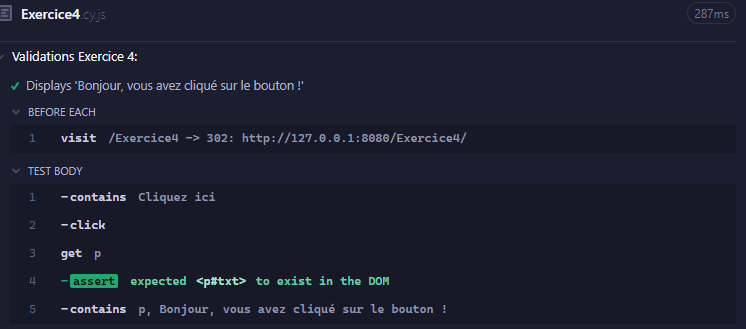 Exercice4.cy.js 287ms
Validations Exercice 4:
Displays 'Bonjour, vous avez cliqué sur le bouton !'
BEFORE EACH
1 visit /Exercice4 -> 302: http://127.0.0.1:8080/Exercice4/
TEST BODY
1 -contains Cliquez ici
2 -click
3 get p
4 -assert expected <p#txt> to exist in the DOM
5 -contains p, Bonjour, vous avez cliqué sur le bouton !